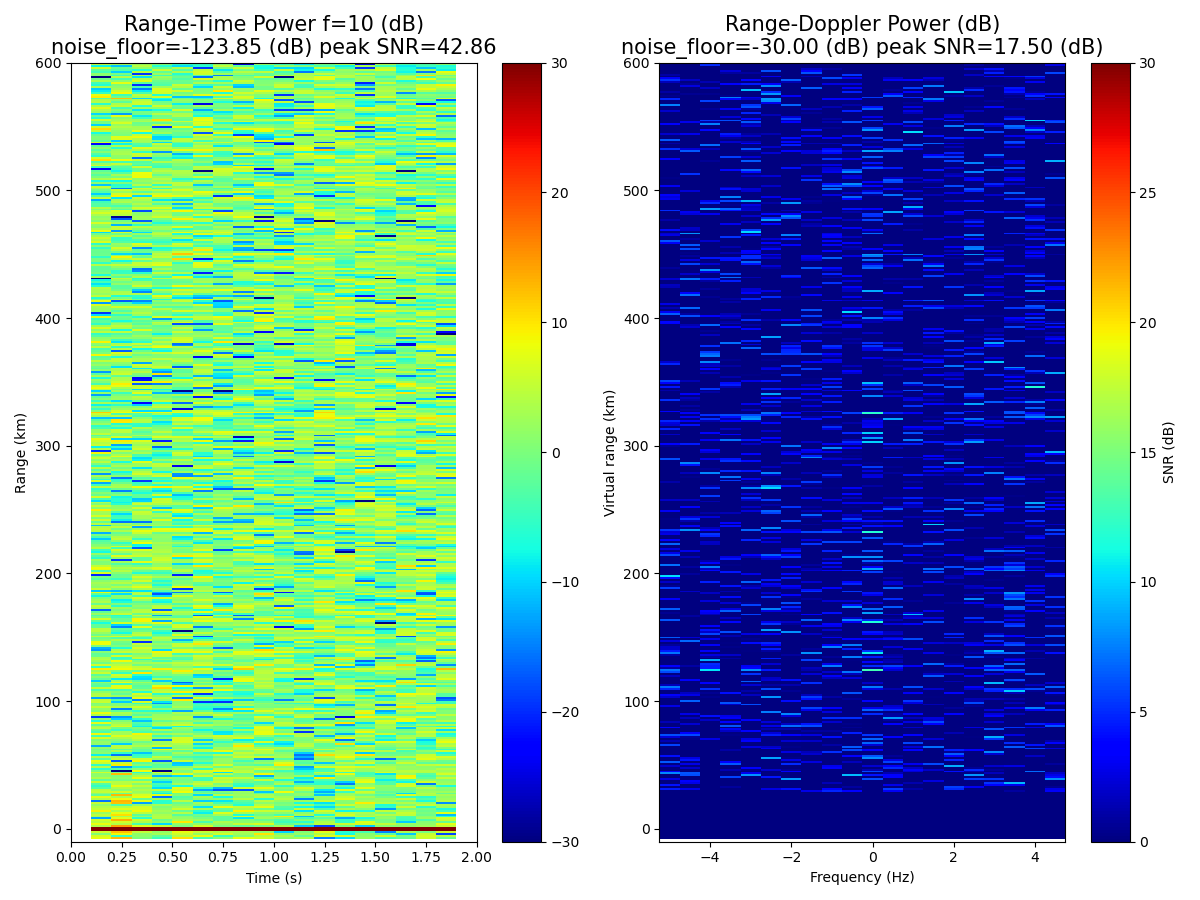 Range-Time Power f=10 (dB)
noise_floor=-123.85 (dB) peak SNR=42.86
600
500
400
300
200
100
0
Range (km)
0.00 0.25 0.50 0.75 1.00 1.25 1.50 1.75 2.00
Time (s)
30
20
10
0
−10
−20
−30
Range-Doppler Power (dB)
noise_floor=-30.00 (dB) peak SNR=17.50 (dB)
600
500
400
300
200
100
0
Virtual range (km)
−4 −2 0 2 4
Frequency (Hz)
30
25
20
15
10
5
0
SNR (dB)